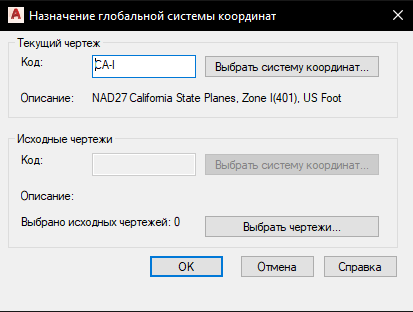 Назначение глобальной системы координат
Текущий чертеж
Код: CA-I Выбрать систему координат...
Описание: NAD27 California State Planes, Zone I(401), US Foot
Исходные чертежи
Код: Выбрать систему координат...
Описание:
Выбрано исходных чертежей: 0 Выбрать чертежи...
OK Отмена Справка